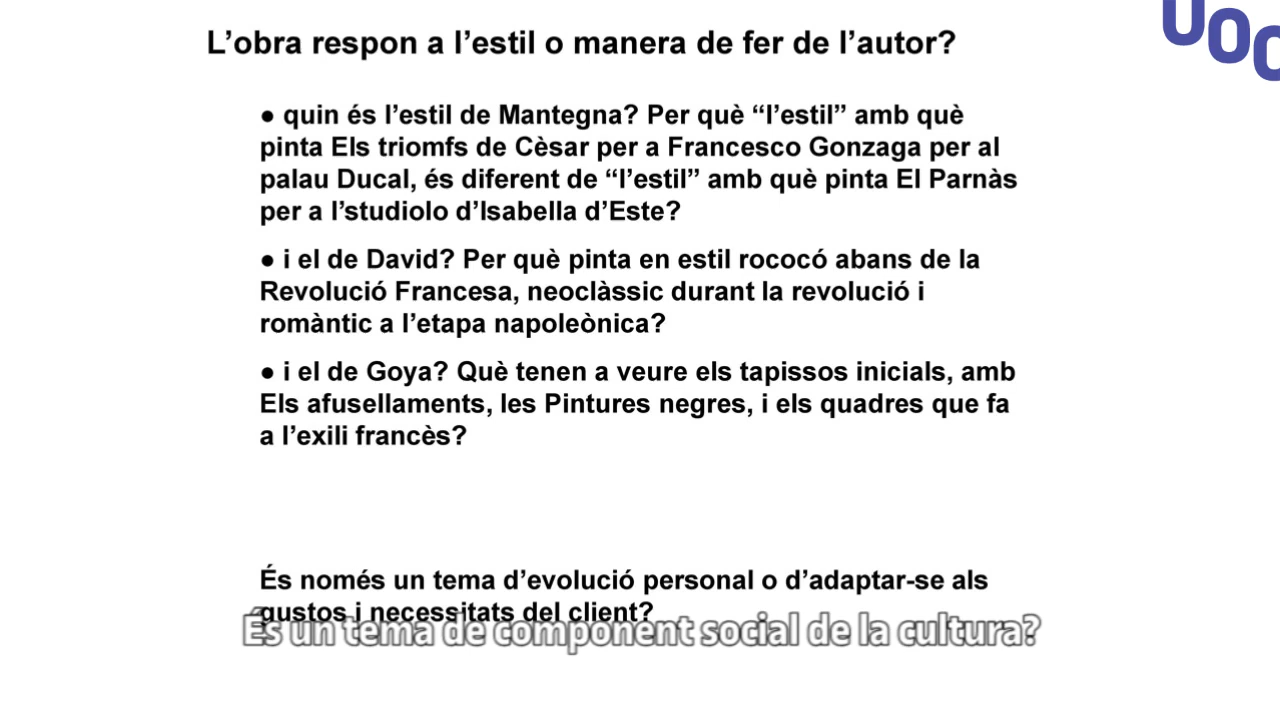 UOC
L’obra respon a l’estil o manera de fer de l’autor?
● quin és l’estil de Mantegna? Per què “l’estil” amb què
pinta Els triomfs de Cèsar per a Francesco Gonzaga per al
palau Ducal, és diferent de “l’estil” amb què pinta El Parnàs
per a l’studiolo d’Isabella d’Este?
● i el de David? Per què pinta en estil rococó abans de la
Revolució Francesa, neoclàssic durant la revolució i
romàntic a l’etapa napoleònica?
● i el de Goya? Què tenen a veure els tapissos inicials, amb
Els afusellaments, les Pintures negres, i els quadres que fa
a l’exili francès?
És només un tema d’evolució personal o d’adaptar-se als
gustos i necessitats del client?
És un tema de component social de la cultura?